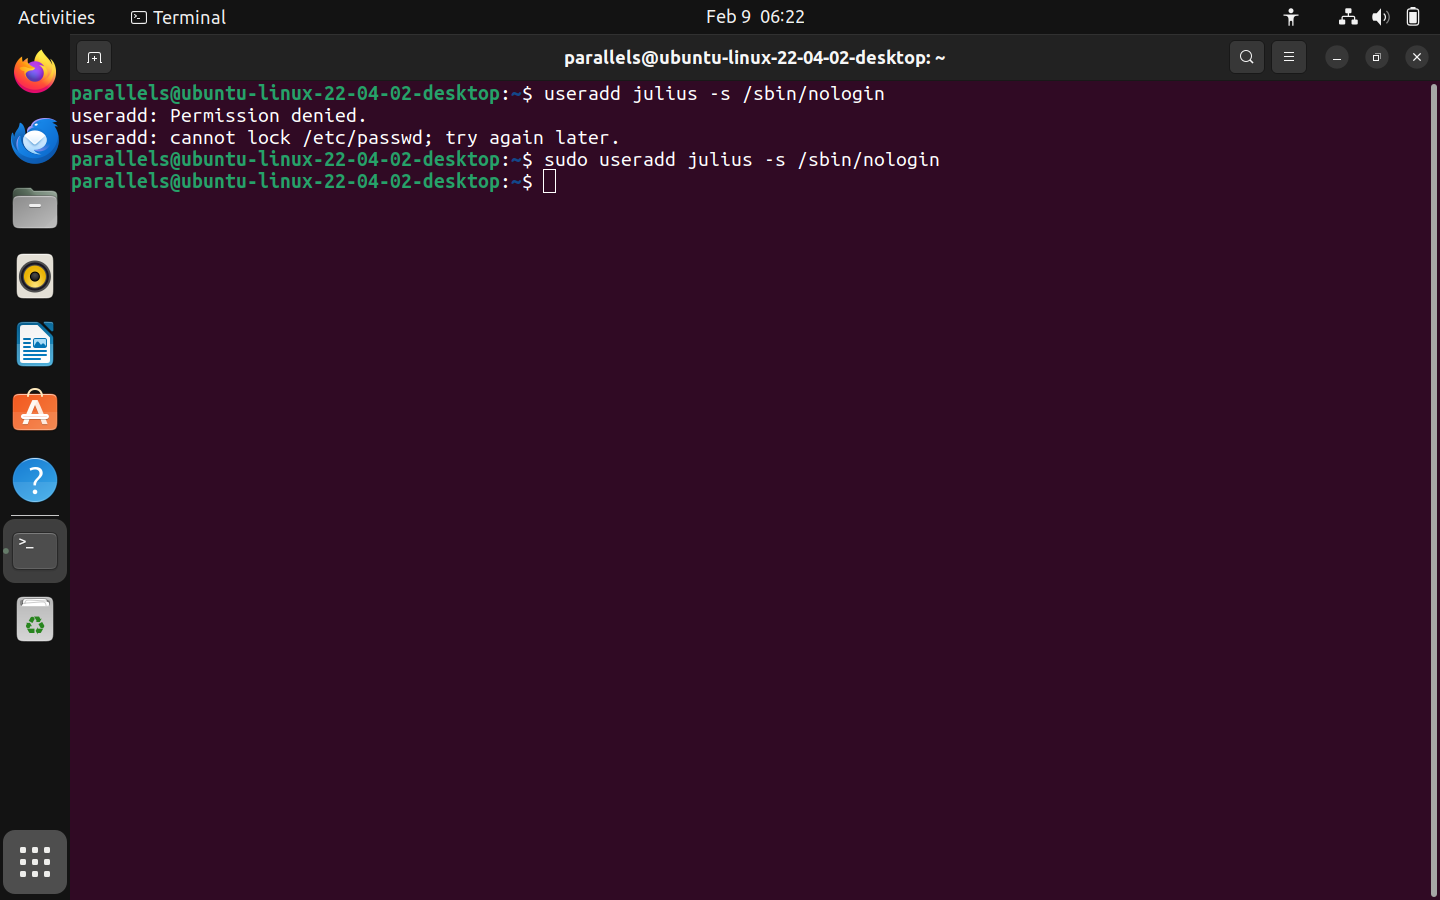 Activities
Terminal
Feb 9 06:22
parallels@ubuntu-linux-22-04-02-desktop: ~
parallels@ubuntu-linux-22-04-02-desktop:~$ useradd julius -s /sbin/nologin
useradd: Permission denied.
useradd: cannot lock /etc/passwd; try again later.
parallels@ubuntu-linux-22-04-02-desktop:~$ sudo useradd julius -s /sbin/nologin
parallels@ubuntu-linux-22-04-02-desktop:~$